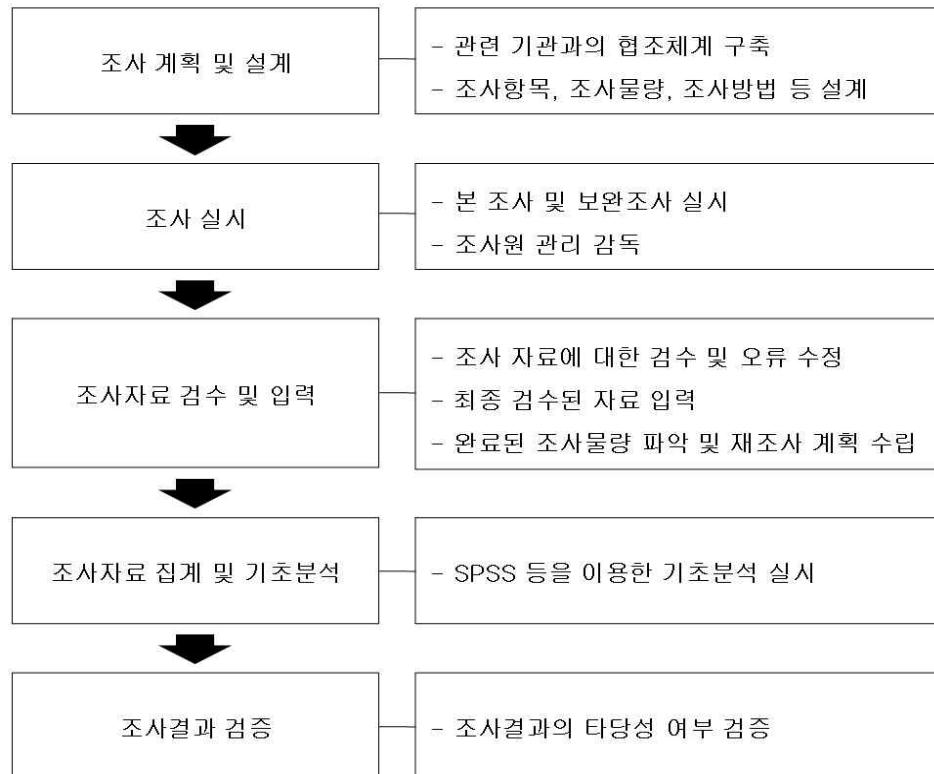 조사 계획 및 설계
– 관련 기관과의 협조체계 구축
– 조사항목, 조사물량, 조사방법 등 설계
조사 실시
– 본 조사 및 보완조사 실시
– 조사원 관리 감독
조사자료 검수 및 입력
– 조사 자료에 대한 검수 및 오류 수정
– 최종 검수된 자료 입력
– 완료된 조사물량 파악 및 재조사 계획 수립
조사자료 집계 및 기초분석
– SPSS 등을 이용한 기초분석 실시
조사결과 검증
– 조사결과의 타당성 여부 검증